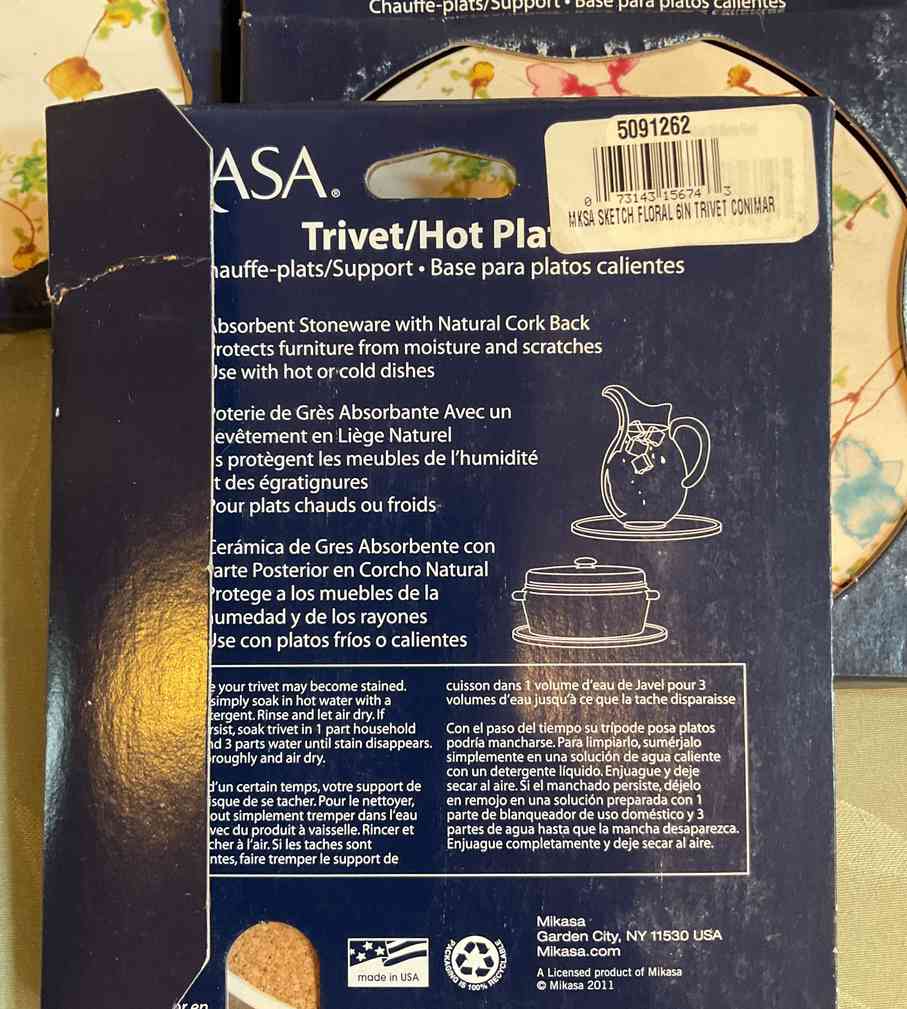 Chauffe-plats/Support • Base para platos calientes
5091262
0 73143 15674 3
MKSA SKETCH FLORAL 6IN TRIVET CONIMAR
KASA®
Trivet/Hot Pla
hauffe-plats/Support • Base para platos calientes
Absorbent Stoneware with Natural Cork Back
rotects furniture from moisture and scratches
Use with hot or cold dishes
oterie de Grès Absorbante Avec un
evêtement en Liège Naturel
s protègent les meubles de l'humidité
t des égratignures
Pour plats chauds ou froids
Cerámica de Gres Absorbente con
arte Posterior en Corcho Natural
Protege a los muebles de la
umedad y de los rayones
Use con platos fríos o calientes
e your trivet may become stained.
simply soak in hot water with a
tergent. Rinse and let air dry. If
rsist, soak trivet in 1 part household
nd 3 parts water until stain disappears.
roughly and air dry.
d'un certain temps, votre support de
isque de se tacher. Pour le nettoyer,
out simplement tremper dans l'eau
vec du produit à vaisselle. Rincer et
cher à l'air. Si les taches sont
ntes, faire tremper le support de
cuisson dans 1 volume d'eau de Javel pour 3
volumes d'eau jusqu'à ce que la tache disparaisse
Con el paso del tiempo su trípode posa platos
podría mancharse. Para limpiarlo, sumérjalo
simplemente en una solución de agua caliente
con un detergente líquido. Enjuague y deje
secar al aire. Si el manchado persiste, déjelo
en remojo en una solución preparada con 1
parte de blanqueador de uso doméstico y 3
partes de agua hasta que la mancha desaparezca.
Enjuague completamente y deje secar al aire.
made in USA
PACKAGING IS 100% RECYCLABLE
Mikasa
Garden City, NY 11530 USA
Mikasa.com
A Licensed product of Mikasa
© Mikasa 2011